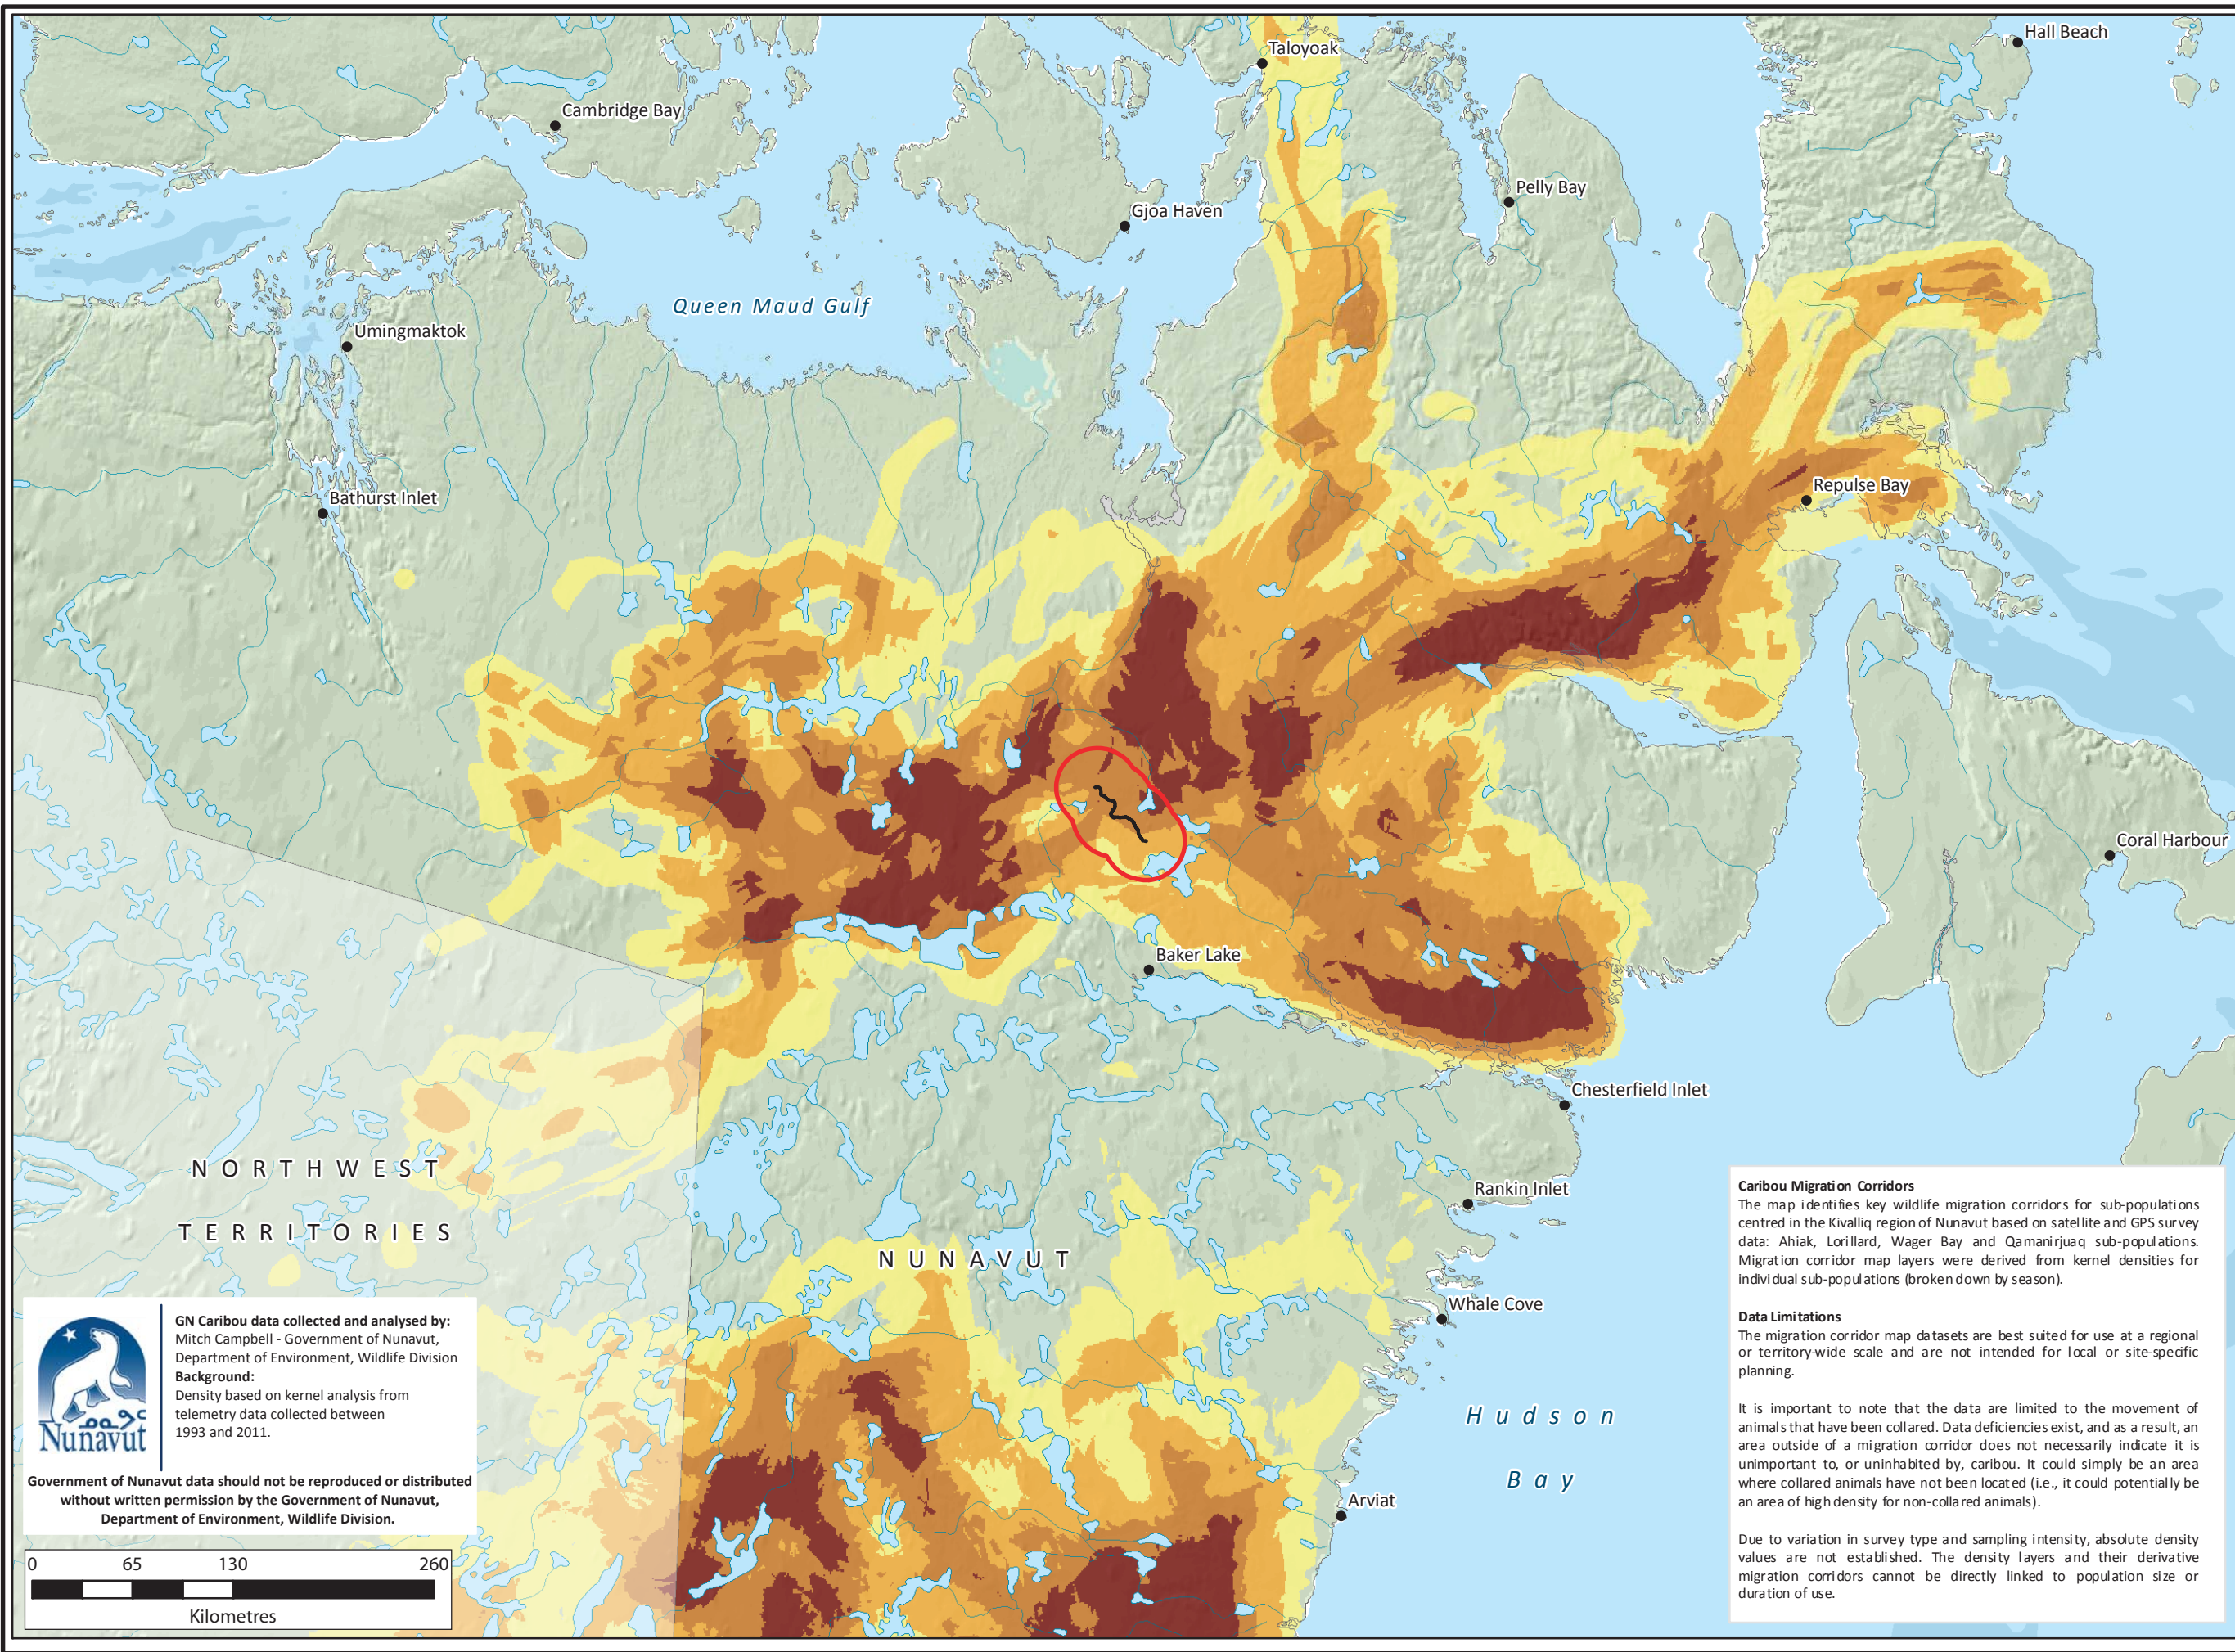 Taloyoak
Hall Beach
Cambridge Bay
Pelly Bay
Gjoa Haven
Queen Maud Gulf
Umingmaktok
Repulse Bay
Bathurst Inlet
Coral Harbour
Baker Lake
Chesterfield Inlet
NORTHWEST
TERRITORIES
Rankin Inlet
NUNAVUT
Whale Cove
Hudson
Bay
Arviat
ᓄᓇᕗᑦ
Nunavut
GN Caribou data collected and analysed by:
Mitch Campbell - Government of Nunavut,
Department of Environment, Wildlife Division
Background:
Density based on kernel analysis from
telemetry data collected between
1993 and 2011.
Government of Nunavut data should not be reproduced or distributed
without written permission by the Government of Nunavut,
Department of Environment, Wildlife Division.
0 65 130 260
Kilometres
Caribou Migration Corridors
The map identifies key wildlife migration corridors for sub-populations
centred in the Kivalliq region of Nunavut based on satellite and GPS survey
data: Ahiak, Lorillard, Wager Bay and Qamanirjuaq sub-populations.
Migration corridor map layers were derived from kernel densities for
individual sub-populations (broken down by season).
Data Limitations
The migration corridor map datasets are best suited for use at a regional
or territory-wide scale and are not intended for local or site-specific
planning.
It is important to note that the data are limited to the movement of
animals that have been collared. Data deficiencies exist, and as a result, an
area outside of a migration corridor does not necessarily indicate it is
unimportant to, or uninhabited by, caribou. It could simply be an area
where collared animals have not been located (i.e., it could potentially be
an area of high density for non-collared animals).
Due to variation in survey type and sampling intensity, absolute density
values are not established. The density layers and their derivative
migration corridors cannot be directly linked to population size or
duration of use.